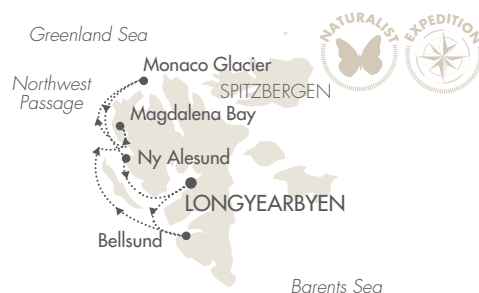 NATURALIST
EXPEDITION
Greenland Sea
Monaco Glacier
Northwest
Passage
SPITZBERGEN
Magdalena Bay
Ny Alesund
LONGYEARBYEN
Bellsund
Barents Sea